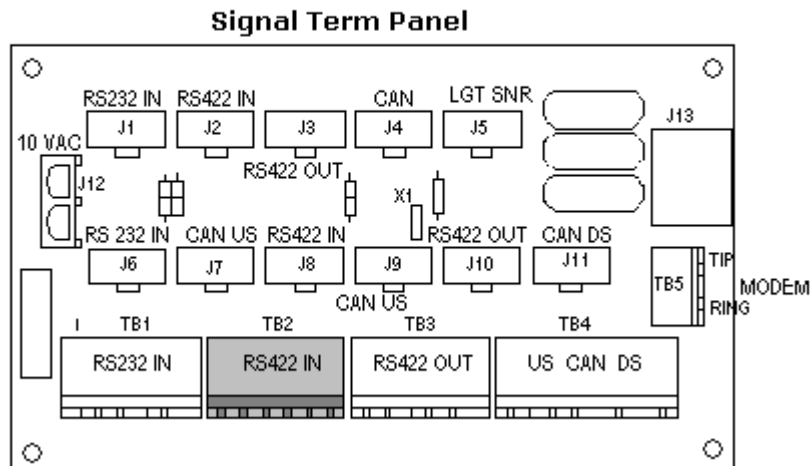 Signal Term Panel
RS232 IN RS422 IN CAN LGT SNR
J1 J2 J3 J4 J5 J13
10 VAC
RS422 OUT
J12
X1
RS 232 IN CAN US RS422 IN RS422 OUT CAN DS
J6 J7 J8 J9 J10 J11
TIP
TB5 MODEM
RING
CAN US
I TB1 TB2 TB3 TB4
RS232 IN RS422 IN RS422 OUT US CAN DS